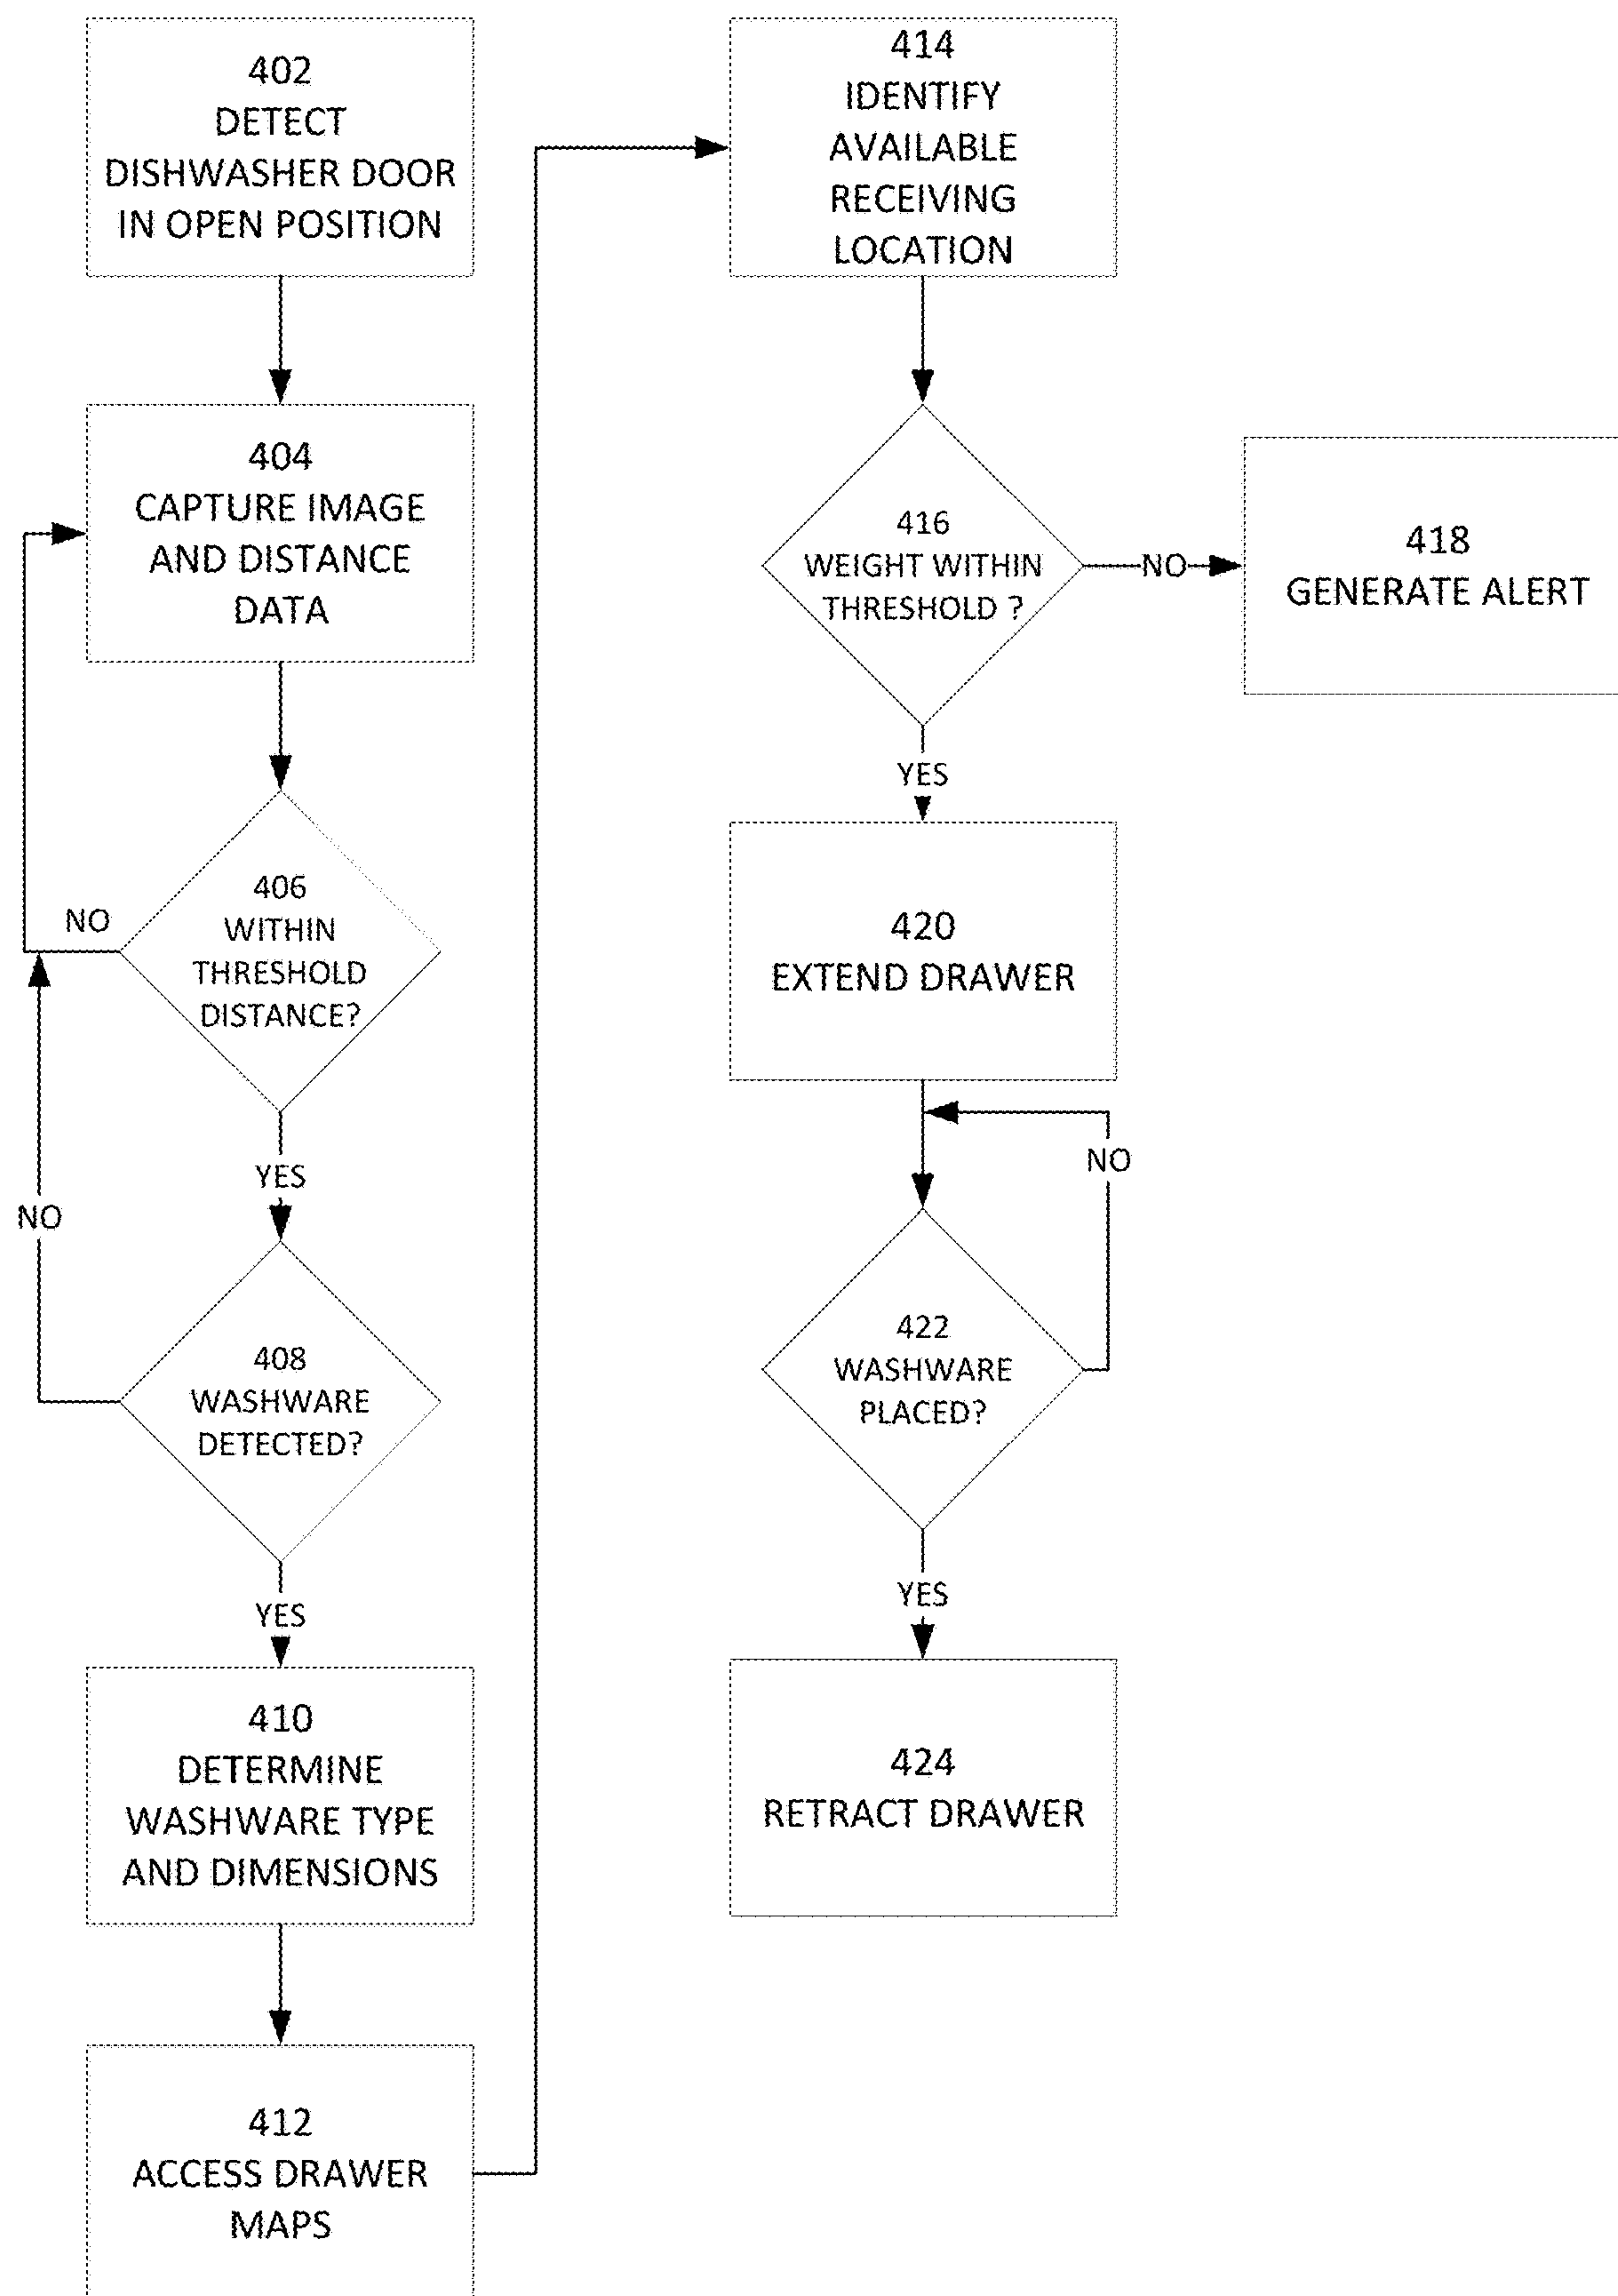 402
DETECT
DISHWASHER DOOR
IN OPEN POSITION
404
CAPTURE IMAGE
AND DISTANCE
DATA
406
WITHIN
THRESHOLD
DISTANCE?
NO
YES
NO
408
WASHWARE
DETECTED?
YES
410
DETERMINE
WASHWARE TYPE
AND DIMENSIONS
412
ACCESS DRAWER
MAPS
414
IDENTIFY
AVAILABLE
RECEIVING
LOCATION
416
WEIGHT WITHIN
THRESHOLD ?
NO
418
GENERATE ALERT
YES
420
EXTEND DRAWER
NO
422
WASHWARE
PLACED?
YES
424
RETRACT DRAWER